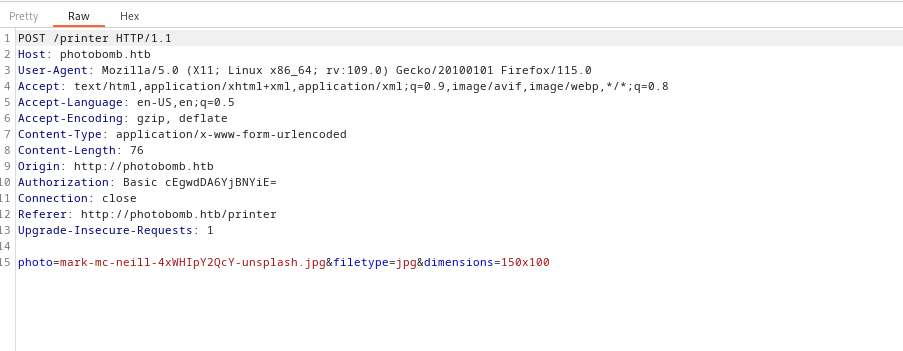 Pretty Raw Hex
1 POST /printer HTTP/1.1
2 Host: photobomb.htb
3 User-Agent: Mozilla/5.0 (X11; Linux x86_64; rv:109.0) Gecko/20100101 Firefox/115.0
4 Accept: text/html,application/xhtml+xml,application/xml;q=0.9,image/avif,image/webp,*/*;q=0.8
5 Accept-Language: en-US,en;q=0.5
6 Accept-Encoding: gzip, deflate
7 Content-Type: application/x-www-form-urlencoded
8 Content-Length: 76
9 Origin: http://photobomb.htb
10 Authorization: Basic cEgwdDA6YjBNYiE=
11 Connection: close
12 Referer: http://photobomb.htb/printer
13 Upgrade-Insecure-Requests: 1
14
15 photo=mark-mc-neill-4xWHIpY2QcY-unsplash.jpg&filetype=jpg&dimensions=150x100